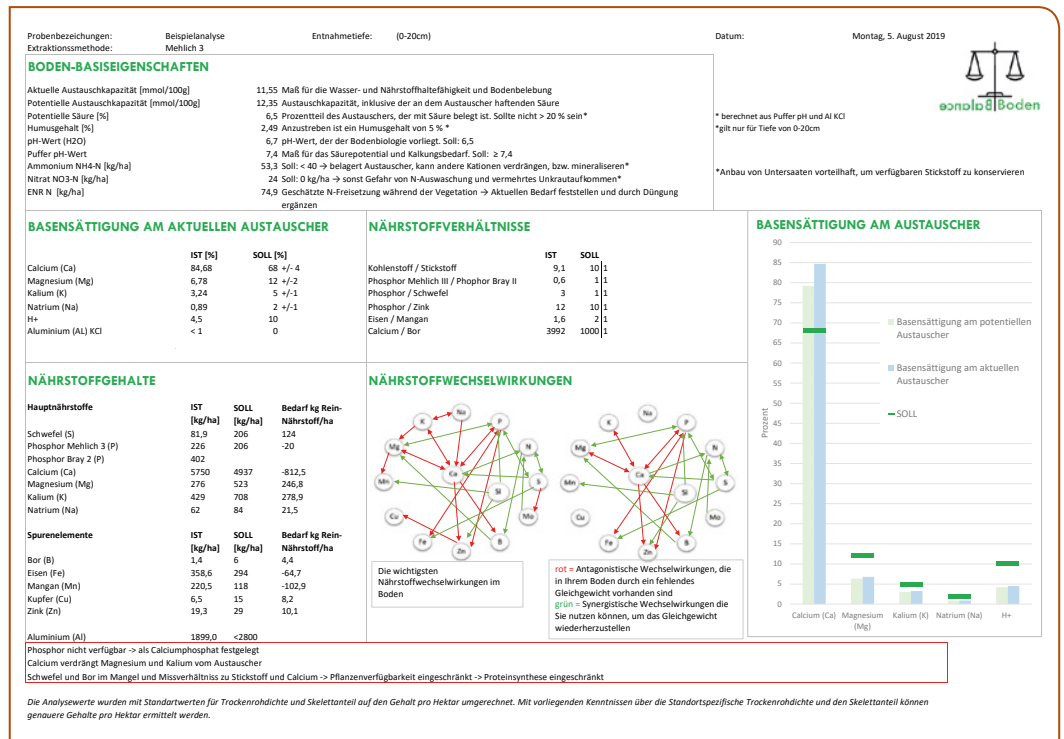 Probenbezeichnungen: Beispielanalyse Entnahmetiefe: (0-20cm) Datum: Montag, 5. August 2019
Extraktionsmethode: Mehlich 3
BODEN-BASISEIGENSCHAFTEN
Aktuelle Austauschkapazität [mmol/100g] 11,55 Maß für die Wasser- und Nährstoffhaltefähigkeit und Bodenbelebung
Potentielle Austauschkapazität [mmol/100g] 12,35 Austauschkapazität, inklusive der an dem Austauscher haftenden Säure
Potentielle Säure [%] 6,5 Prozentteil des Austauschers, der mit Säure belegt ist. Sollte nicht > 20 % sein*
Humusgehalt [%] 2,49 Anzustreben ist ein Humusgehalt von 5 % *
pH-Wert (H2O) 6,7 pH-Wert, der der Bodenbiologie vorliegt. Soll: 6,5
Puffer pH-Wert 7,4 Maß für das Säurepotential und Kalkungsbedarf. Soll: ≥ 7,4
Ammonium NH4-N [kg/ha] 53,3 Soll: < 40 → belagert Austauscher, kann andere Kationen verdrängen, bzw. mineraliseren*
Nitrat NO3-N [kg/ha] 24 Soll: 0 kg/ha → sonst Gefahr von N-Auswaschung und vermehrtes Unkrautaufkommen*
ENR N [kg/ha] 74,9 Geschätzte N-Freisetzung während der Vegetation → Aktuellen Bedarf feststellen und durch Düngung
ergänzen
* berechnet aus Puffer pH und Al KCl
*gilt nur für Tiefe von 0-20cm
*Anbau von Untersaaten vorteilhaft, um verfügbaren Stickstoff zu konservieren
Balance Boden
BASENSÄTTIGUNG AM AKTUELLEN AUSTAUSCHER
IST [%] SOLL [%]
Calcium (Ca) 84,68 68 +/- 4
Magnesium (Mg) 6,78 12 +/-2
Kalium (K) 3,24 5 +/-1
Natrium (Na) 0,89 2 +/-1
H+ 4,5 10
Aluminium (AL) KCl < 1 0
NÄHRSTOFFVERHÄLTNISSE
IST SOLL
Kohlenstoff / Stickstoff 9,1 10 1
Phosphor Mehlich III / Phophor Bray II 0,6 1 1
Phosphor / Schwefel 3 1 1
Phosphor / Zink 12 10 1
Eisen / Mangan 1,6 2 1
Calcium / Bor 3992 1000 1
BASENSÄTTIGUNG AM AUSTAUSCHER
90
85
80
75
70
65
60
55
50
45
40
35
30
25
20
15
10
5
0
Prozent
Basensättigung am potentiellen
Austauscher
Basensättigung am aktuellen
Austauscher
SOLL
Calcium (Ca) Magnesium Kalium (K) Natrium (Na) H+
(Mg)
NÄHRSTOFFGEHALTE
Hauptnährstoffe IST SOLL Bedarf kg Rein-
[kg/ha] [kg/ha] Nährstoff/ha
Schwefel (S) 81,9 206 124
Phosphor Mehlich 3 (P) 226 206 -20
Phosphor Bray 2 (P) 402
Calcium (Ca) 5750 4937 -812,5
Magnesium (Mg) 276 523 246,8
Kalium (K) 429 708 278,9
Natrium (Na) 62 84 21,5
Spurenelemente IST SOLL Bedarf kg Rein-
[kg/ha] [kg/ha] Nährstoff/ha
Bor (B) 1,4 6 4,4
Eisen (Fe) 358,6 294 -64,7
Mangan (Mn) 220,5 118 -102,9
Kupfer (Cu) 6,5 15 8,2
Zink (Zn) 19,3 29 10,1
Aluminium (Al) 1899,0 <2800
NÄHRSTOFFWECHSELWIRKUNGEN
Na K P Mg N Ca S Mn Si Cu Mo Fe B Zn
Na K P Mg N Ca S Mn Si Cu Mo Fe B Zn
Die wichtigsten
Nährstoffwechselwirkungen im
Boden
rot = Antagonistische Wechselwirkungen, die
in Ihrem Boden durch ein fehlendes
Gleichgewicht vorhanden sind
grün = Synergistische Wechselwirkungen die
Sie nutzen können, um das Gleichgewicht
wiederherzustellen
Phosphor nicht verfügbar -> als Calciumphosphat festgelegt
Calcium verdrängt Magnesium und Kalium vom Austauscher
Schwefel und Bor im Mangel und Missverhältnis zu Stickstoff und Calcium -> Pflanzenverfügbarkeit eingeschränkt -> Proteinsynthese eingeschränkt
Die Analysewerte wurden mit Standartwerten für Trockenrohdichte und Skelettanteil auf den Gehalt pro Hektar umgerechnet. Mit vorliegenden Kenntnissen über die Standortspezifische Trockenrohdichte und den Skelettanteil können
genauere Gehalte pro Hektar ermittelt werden.